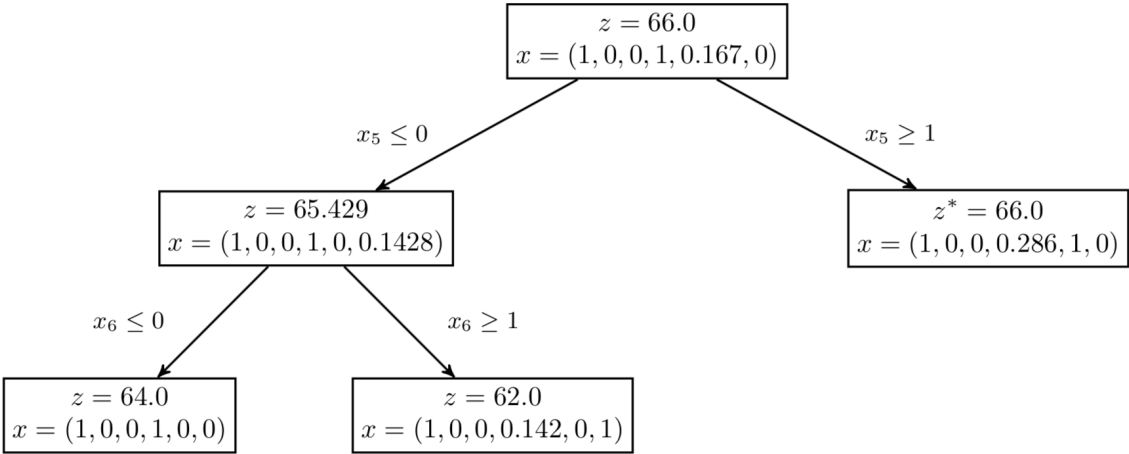 z = 66.0
x = (1, 0, 0, 1, 0.167, 0)
x₅ ≤ 0
x₅ ≥ 1
z = 65.429
x = (1, 0, 0, 1, 0, 0.1428)
z* = 66.0
x = (1, 0, 0, 0.286, 1, 0)
x₆ ≤ 0
x₆ ≥ 1
z = 64.0
x = (1, 0, 0, 1, 0, 0)
z = 62.0
x = (1, 0, 0, 0.142, 0, 1)